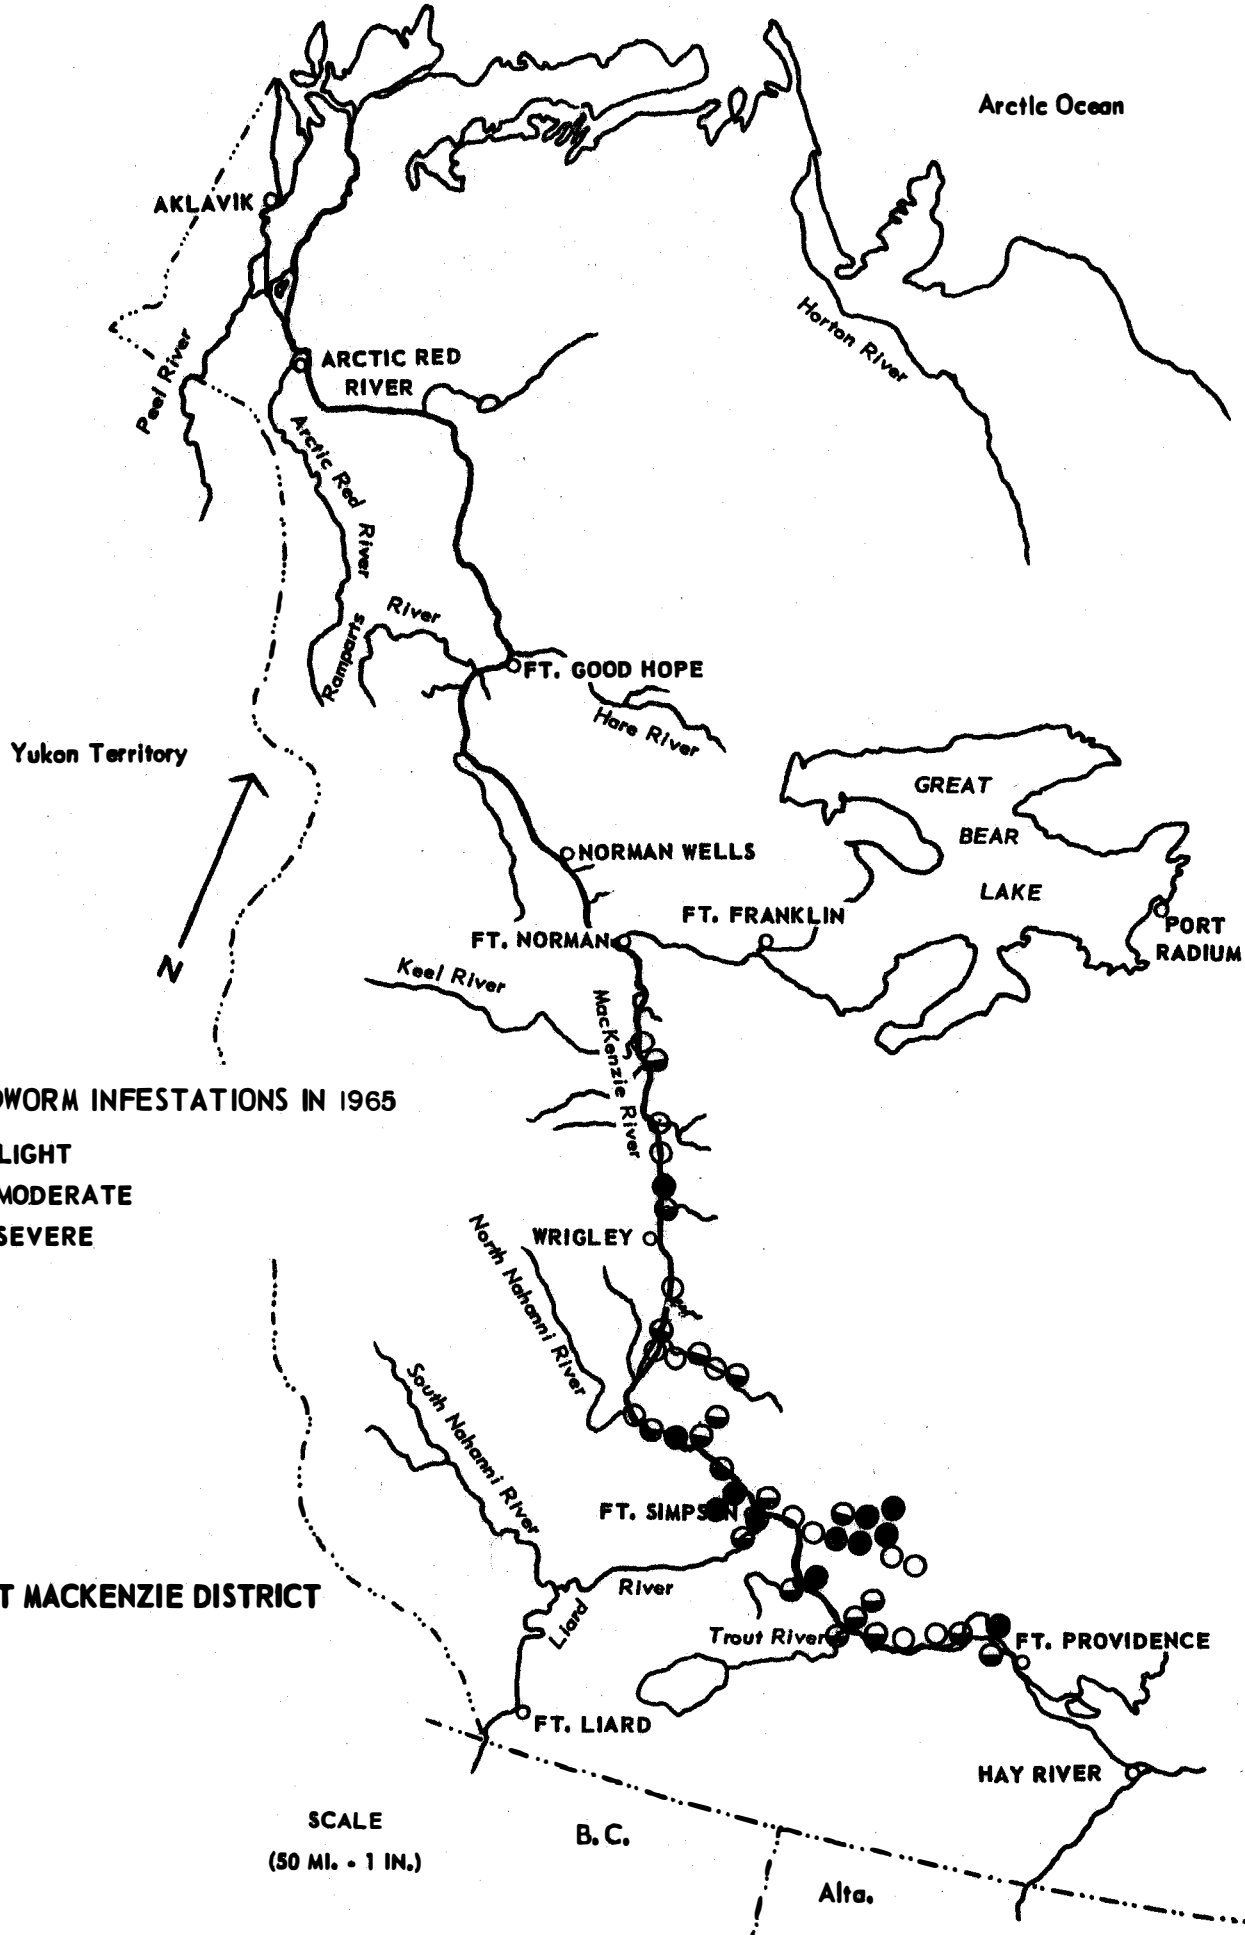 Arctic Ocean
AKLAVIK
Horton River
Peel River
ARCTIC RED
RIVER
Arctic Red River
Ramparts River
FT. GOOD HOPE
Hare River
Yukon Territory
GREAT
BEAR
LAKE
NORMAN WELLS
FT. FRANKLIN
PORT
RADIUM
FT. NORMAN
N
Keel River
MacKenzie River
INFESTATIONS IN 1965
LIGHT
MODERATE
SEVERE
WRIGLEY
North Nahanni River
South Nahanni River
FT. SIMPSON
MACKENZIE DISTRICT
Liard River
Trout River
FT. PROVIDENCE
FT. LIARD
HAY RIVER
SCALE
(50 MI. - 1 IN.)
B.C.
Alta.